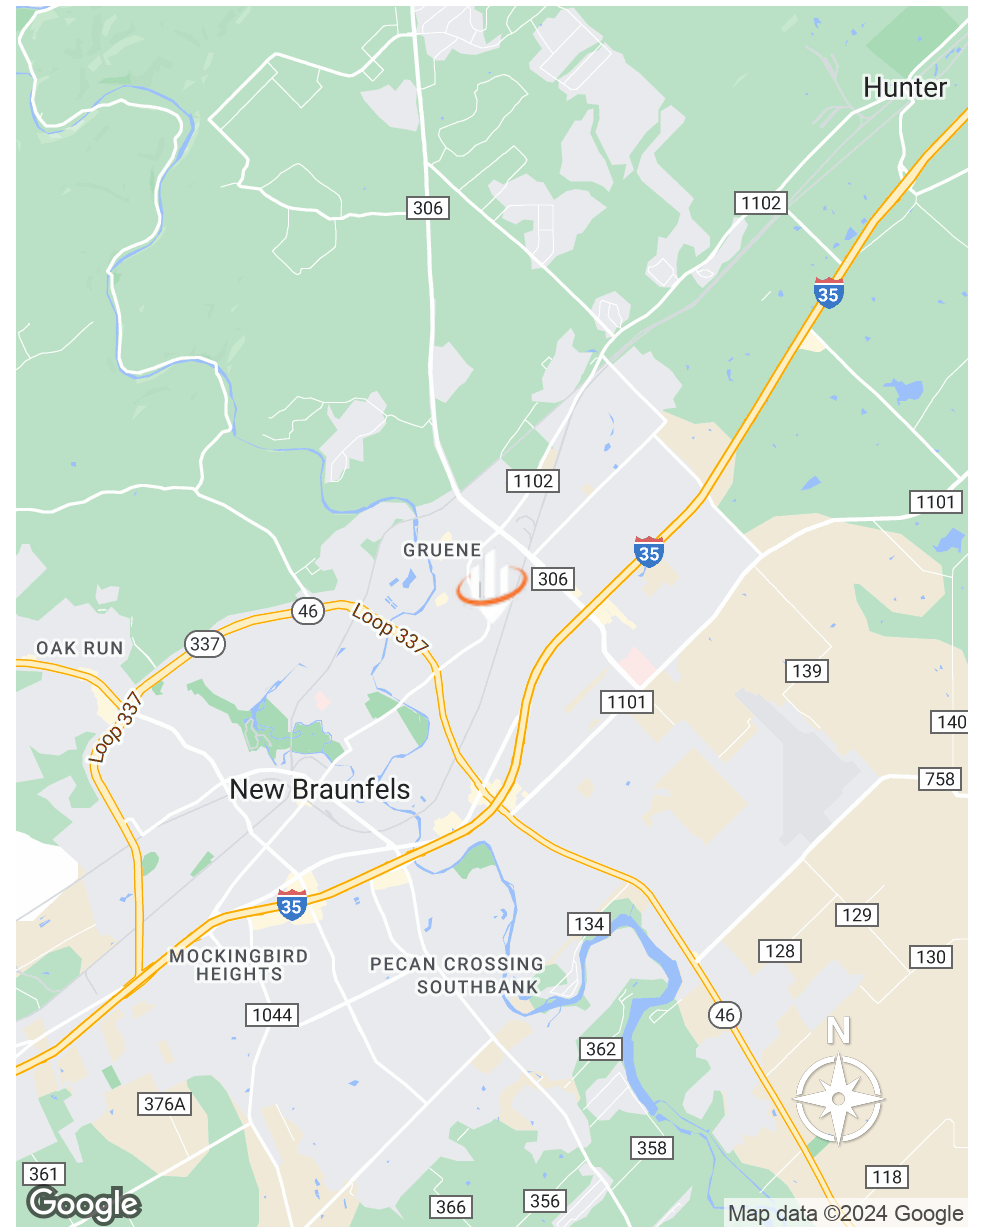 Hunter
1102
306
35
1102
1101
GRUENE
35
306
46
Loop 337
337
OAK RUN
139
1101
Loop 337
140
758
New Braunfels
35
134
129
128
130
MOCKINGBIRD
HEIGHTS
PECAN CROSSING
SOUTHBANK
1044
46
N
362
376A
358
361
118
366
356
Google
Map data ©2024 Google